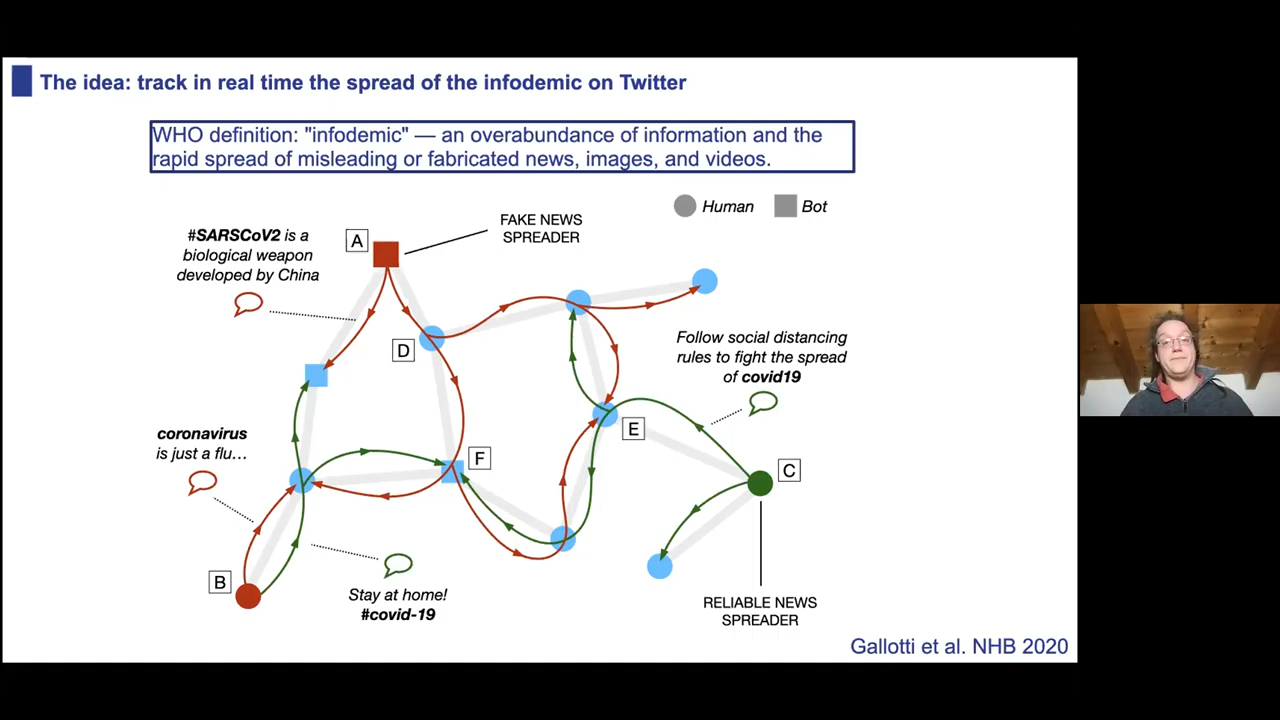 The idea: track in real time the spread of the infodemic on Twitter
WHO definition: "infodemic" — an overabundance of information and the
rapid spread of misleading or fabricated news, images, and videos.
Human
Bot
FAKE NEWS
SPREADER
A
#SARSCoV2 is a
biological weapon
developed by China
D
Follow social distancing
rules to fight the spread
of covid19
E
coronavirus
is just a flu...
F
C
B
Stay at home!
#covid-19
RELIABLE NEWS
SPREADER
Gallotti et al. NHB 2020